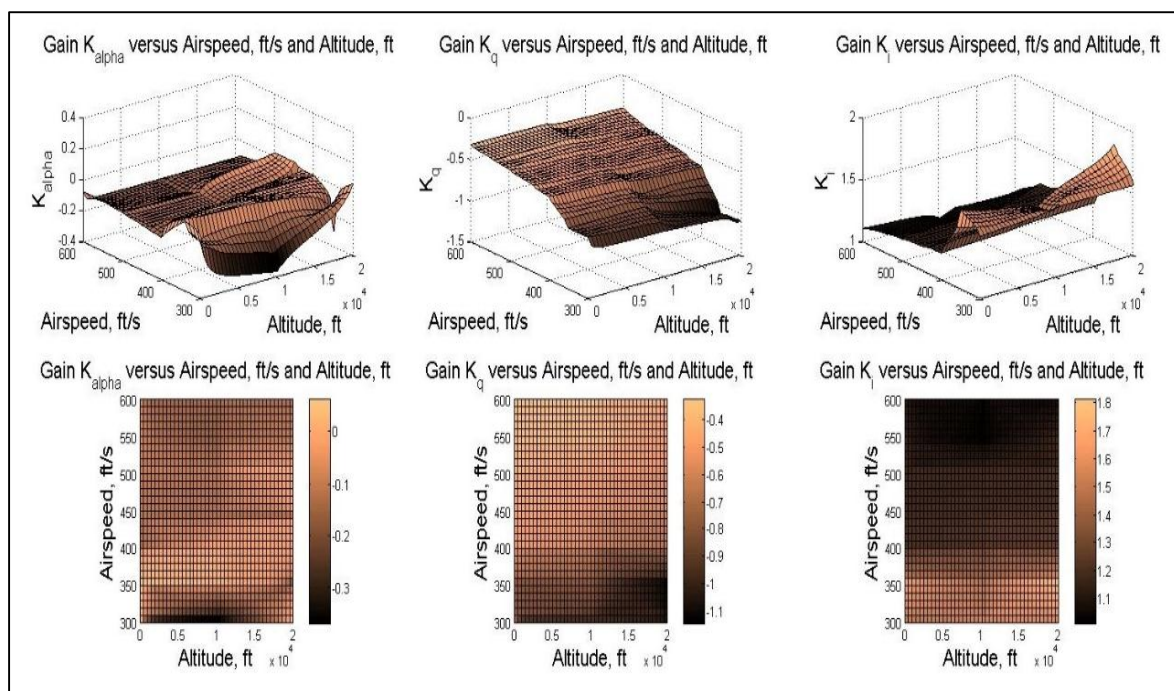 Gain K_alpha versus Airspeed, ft/s and Altitude, ft
0.4
0.2
0
-0.2
-0.4
K_alpha
600
500
400
300
0
0.5
1
1.5
2
x 10^4
Airspeed, ft/s
Altitude, ft
Gain K_q versus Airspeed, ft/s and Altitude, ft
0
-0.5
-1
-1.5
K_q
600
500
400
300
0
0.5
1
1.5
2
x 10^4
Airspeed, ft/s
Altitude, ft
Gain K_I versus Airspeed, ft/s and Altitude, ft
2
1.5
1
K_I
600
500
400
300
0
0.5
1
1.5
2
x 10^4
Airspeed, ft/s
Altitude, ft
Gain K_alpha versus Airspeed, ft/s and Altitude, ft
600
550
500
450
400
350
300
Airspeed, ft/s
0 0.5 1 1.5 2
Altitude, ft x 10^4
0
-0.1
-0.2
-0.3
Gain K_q versus Airspeed, ft/s and Altitude, ft
600
550
500
450
400
350
300
Airspeed, ft/s
0 0.5 1 1.5 2
Altitude, ft x 10^4
-0.4
-0.5
-0.6
-0.7
-0.8
-0.9
-1
-1.1
Gain K_I versus Airspeed, ft/s and Altitude, ft
600
550
500
450
400
350
300
Airspeed, ft/s
0 0.5 1 1.5 2
Altitude, ft x 10^4
1.8
1.7
1.6
1.5
1.4
1.3
1.2
1.1